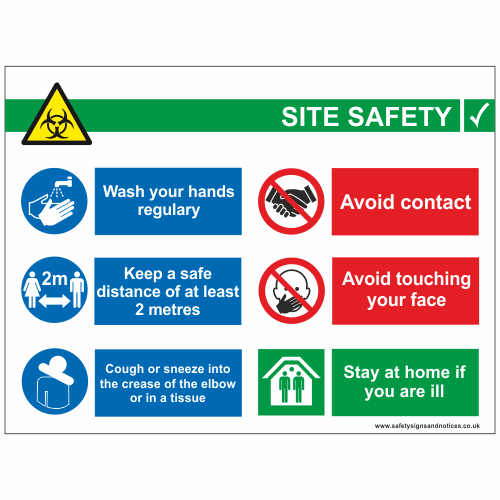 SITE SAFETY
Wash your hands
regulary
Avoid contact
2m
Keep a safe
distance of at least
2 metres
Avoid touching
your face
Cough or sneeze into
the crease of the elbow
or in a tissue
Stay at home if
you are ill
www.safetysignsandnotices.co.uk